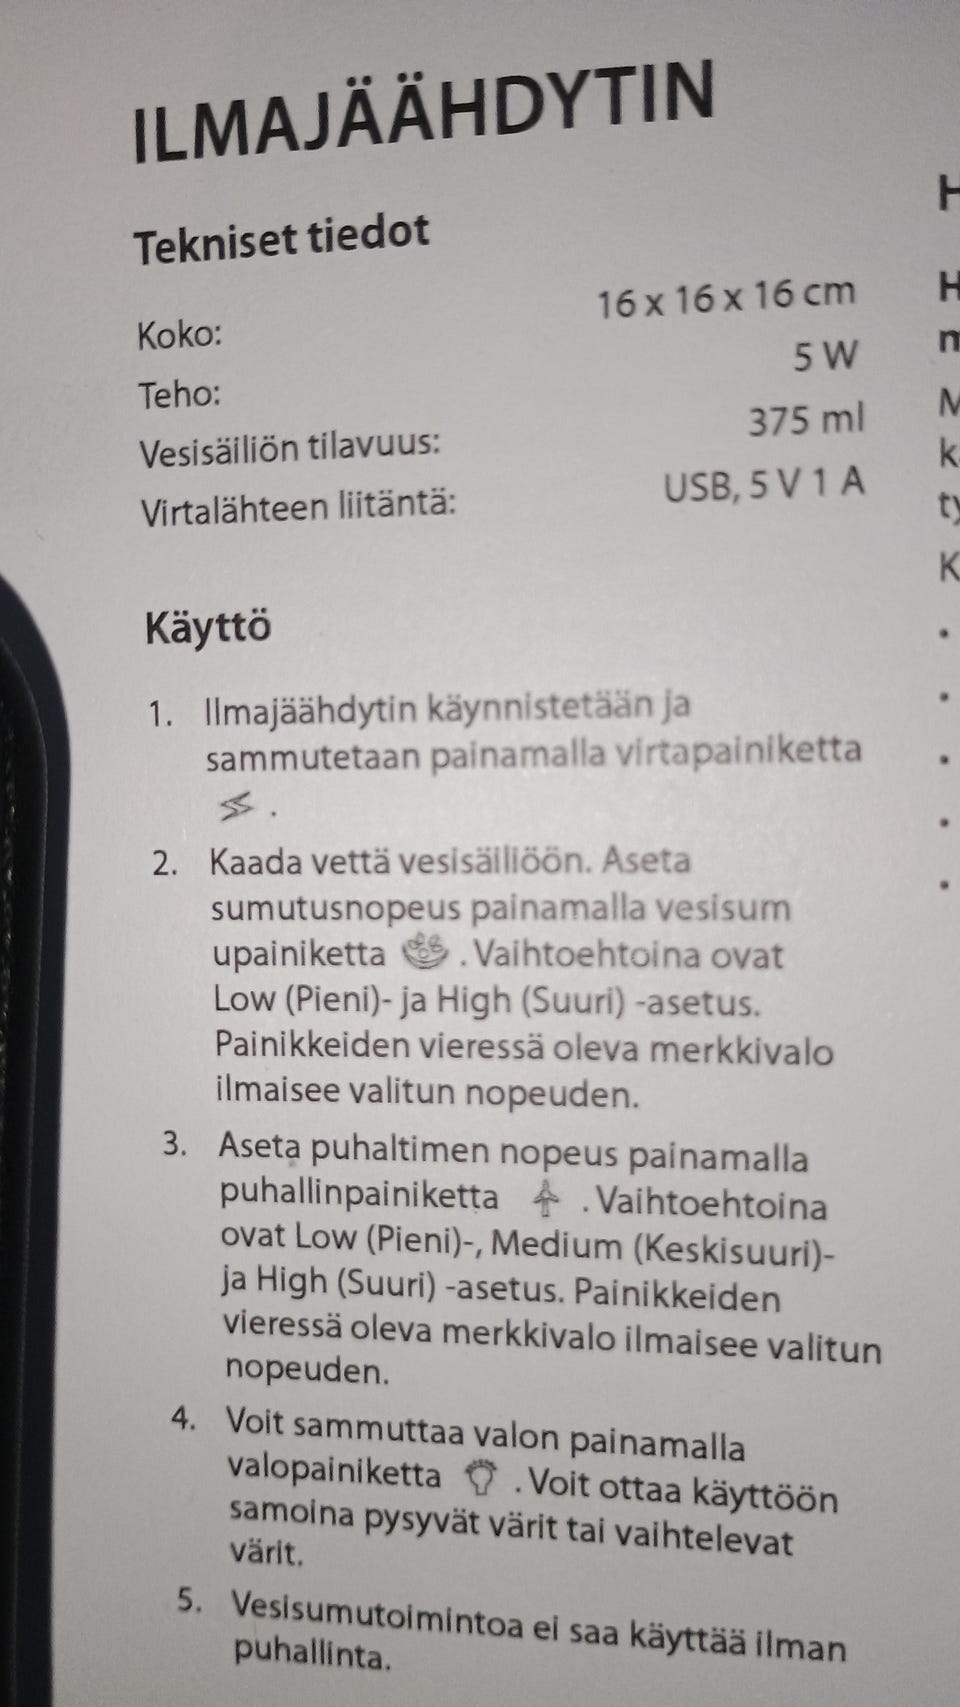 ILMAJÄÄHDYTIN
Tekniset tiedot
Koko: 16 x 16 x 16 cm
Teho: 5 W
Vesisäiliön tilavuus: 375 ml
Virtalähteen liitäntä: USB, 5 V 1 A
Käyttö
1. Ilmajäähdytin käynnistetään ja
sammutetaan painamalla virtapainiketta
.
2. Kaada vettä vesisäiliöön. Aseta
sumutusnopeus painamalla vesisum
upainiketta . Vaihtoehtoina ovat
Low (Pieni)- ja High (Suuri) -asetus.
Painikkeiden vieressä oleva merkkivalo
ilmaisee valitun nopeuden.
3. Aseta puhaltimen nopeus painamalla
puhallinpainiketta . Vaihtoehtoina
ovat Low (Pieni)-, Medium (Keskisuuri)-
ja High (Suuri) -asetus. Painikkeiden
vieressä oleva merkkivalo ilmaisee valitun
nopeuden.
4. Voit sammuttaa valon painamalla
valopainiketta . Voit ottaa käyttöön
samoina pysyvät värit tai vaihtelevat
värit.
5. Vesisumutoimintoa ei saa käyttää ilman
puhallinta.